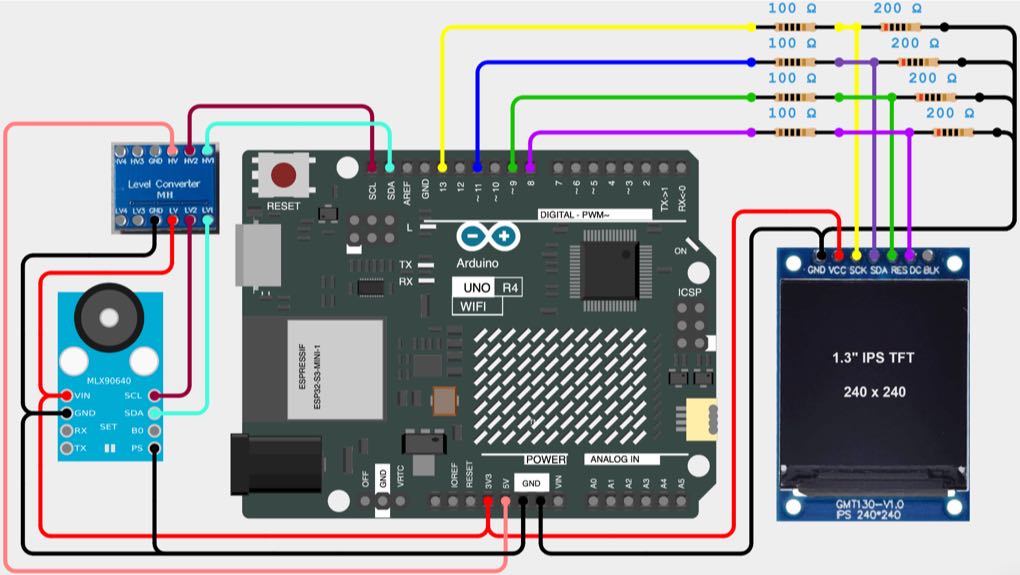 100 Ω 200 Ω
100 Ω 200 Ω
100 Ω 200 Ω
100 Ω 200 Ω
HV4 HV3 GND HV HV2 HV1
Level Converter
MH
LV4 LV3 GND LV LV2 LV1
RESET
SCL
SDA
AREF
GND
13
12
~11
~10
~9
8
7
~6
~5
4
~3
2
TX→1
RX←0
DIGITAL - PWM~
L
TX
RX
Arduino
UNO R4
WIFI
ON
ICSP
ESPRESSIF
ESP32-S3-MINI-1
MLX90640
VIN SCL
GND SDA
RX SET B0
TX PS
POWER ANALOG IN
OFF
GND
VRTC
IOREF
RESET
3V3
5V
GND
VIN
A0
A1
A2
A3
A4
A5
GND VCC SCK SDA RES DC BLK
1.3" IPS TFT
240 x 240
GMT130-V1.0
IPS 240*240